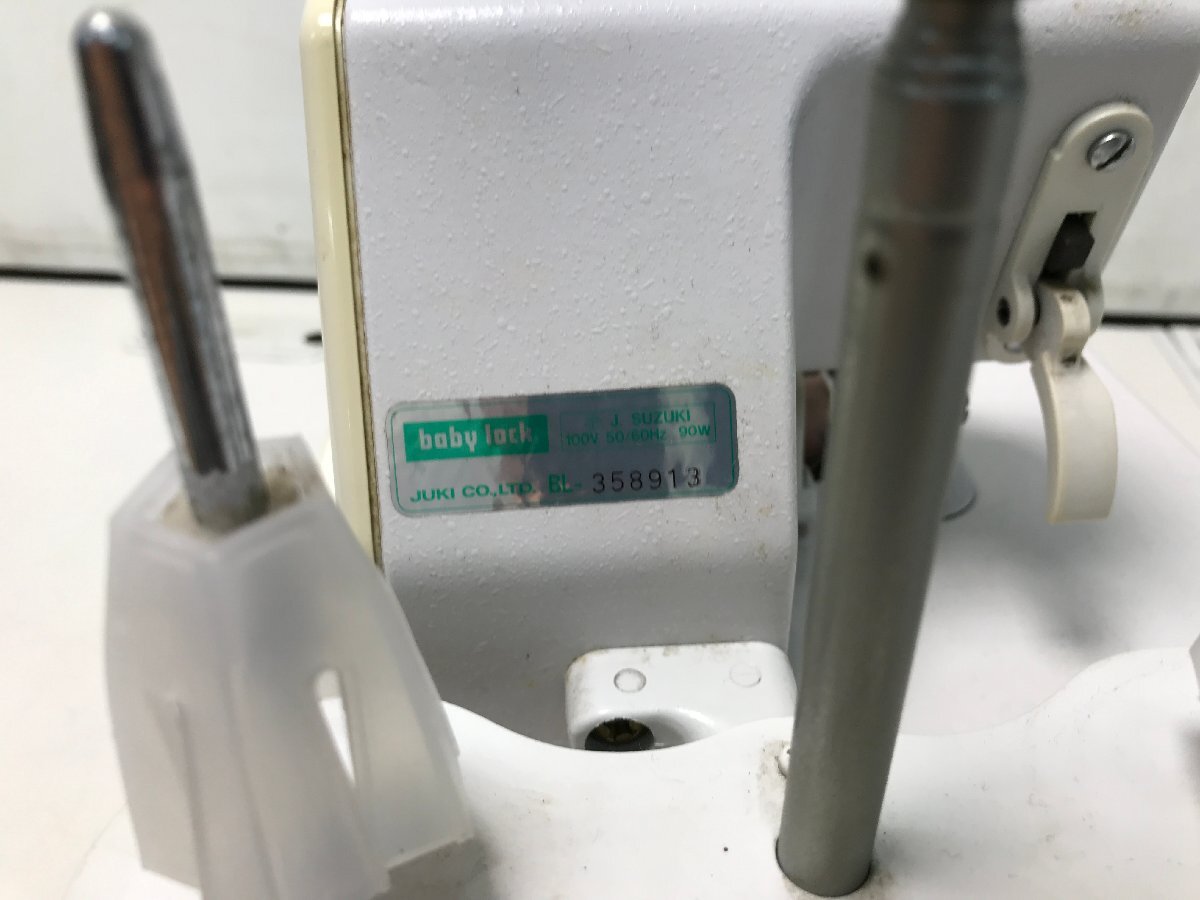 baby lock
J. SUZUKI
100V 50/60Hz 90W
JUKI CO.,LTD. BL- 358913